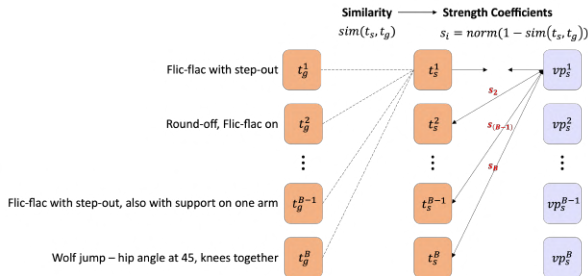 Similarity Strength Coefficients
sim(t_s, t_g) s_i = norm(1 − sim(t_s, t_g))
Flic-flac with step-out t_g^1 t_s^1 vp_s^1
s_2
Round-off, Flic-flac on t_g^2 t_s^2 vp_s^2
s_(B−1)
⋮ ⋮ ⋮
s_B
Flic-flac with step-out, also with support on one arm t_g^{B−1} t_s^{B−1} vp_s^{B−1}
Wolf jump – hip angle at 45, knees together t_g^B t_s^B vp_s^B